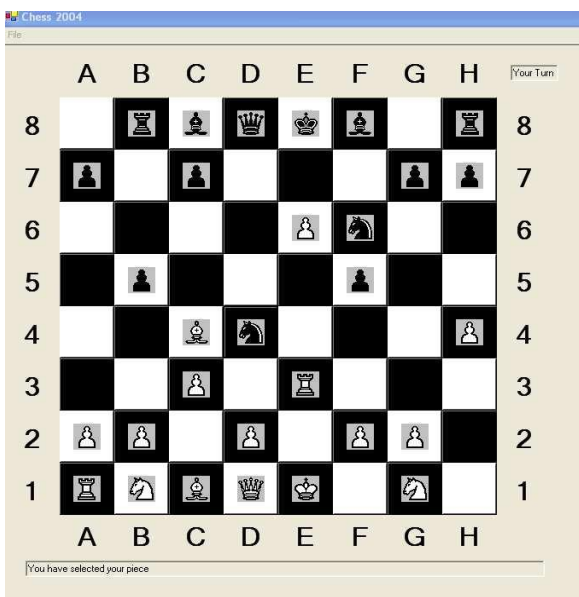 Chess 2004
File
A B C D E F G H
Your Turn
8 8
7 7
6 6
5 5
4 4
3 3
2 2
1 1
A B C D E F G H
You have selected your piece